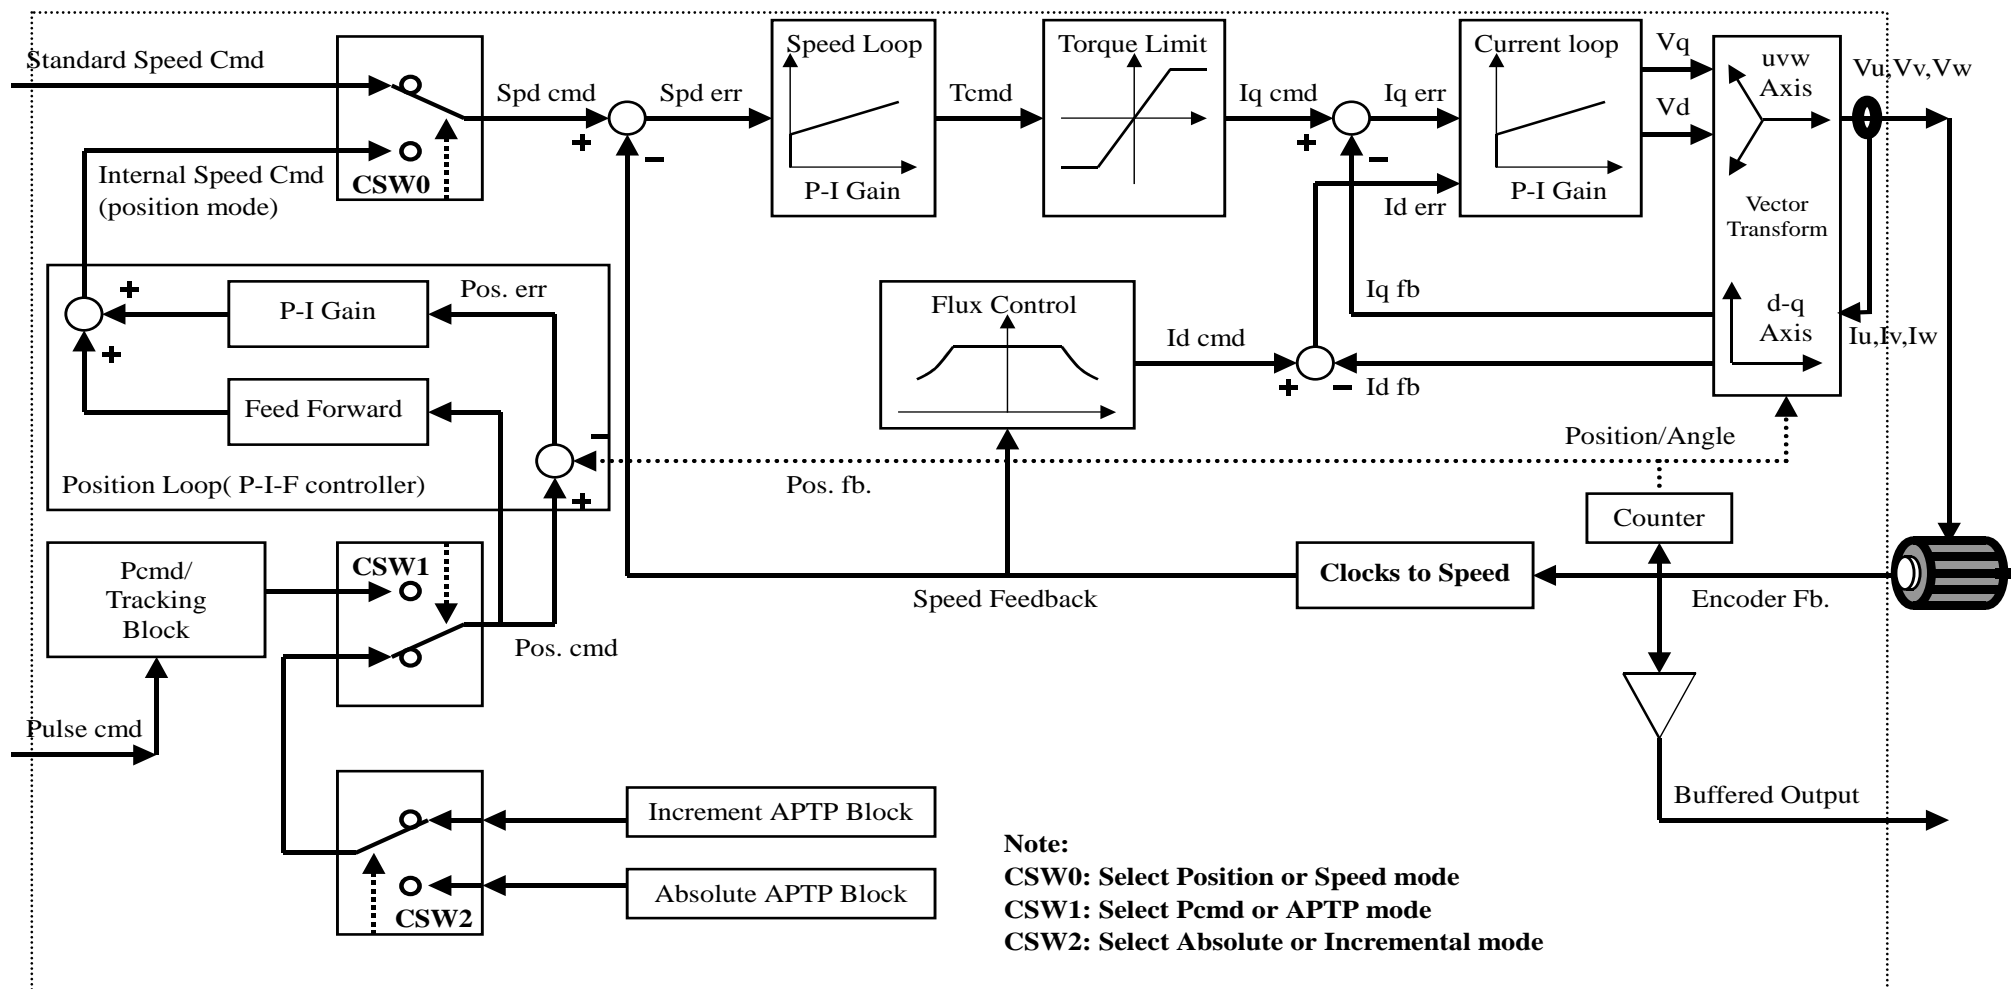 Standard Speed Cmd
CSW0
Internal Speed Cmd
(position mode)
Spd cmd
+
-
Spd err
Speed Loop
P-I Gain
Tcmd
Torque Limit
Iq cmd
+
-
Iq err
Id err
Current loop
P-I Gain
Vq
Vd
uvw
Axis
Vector
Transform
d-q
Axis
Vu,Vv,Vw
Iu,Iv,Iw
Iq fb
Flux Control
Id cmd
+
-
Id fb
+
P-I Gain
Pos. err
+
Feed Forward
-
+
Position Loop( P-I-F controller)
Pos. fb.
Position/Angle
Counter
Pcmd/
Tracking
Block
CSW1
Pos. cmd
Speed Feedback
Clocks to Speed
Encoder Fb.
Pulse cmd
Buffered Output
CSW2
Increment APTP Block
Absolute APTP Block
Note:
CSW0: Select Position or Speed mode
CSW1: Select Pcmd or APTP mode
CSW2: Select Absolute or Incremental mode